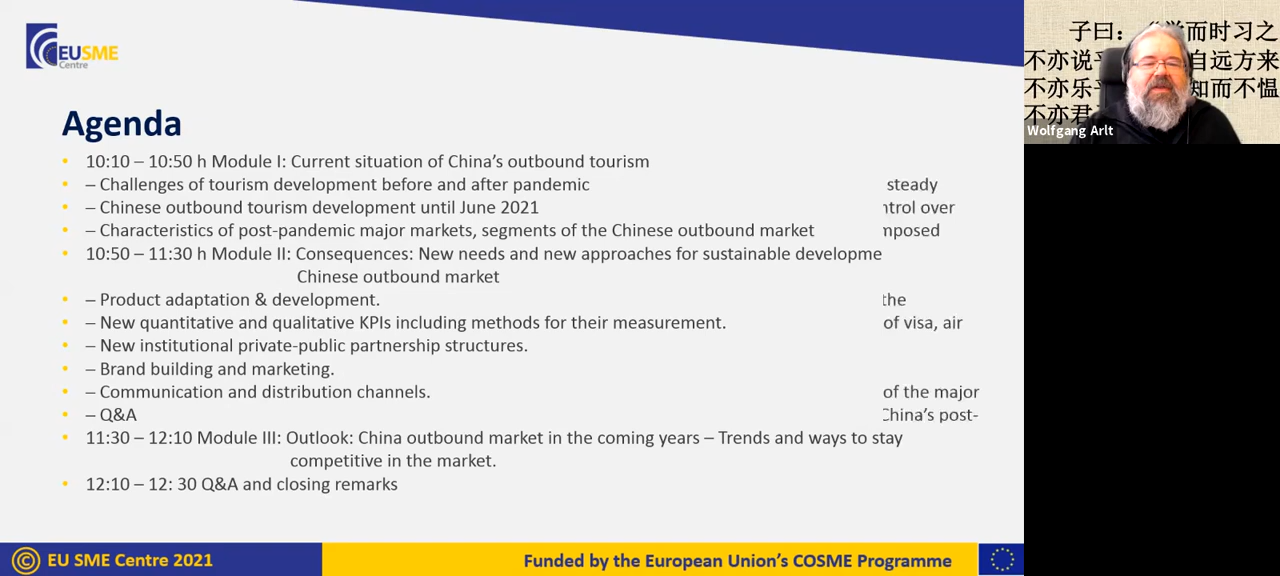 EUSME
Centre
Agenda
• 10:10 – 10:50 h Module I: Current situation of China's outbound tourism
• – Challenges of tourism development before and after pandemic
steady
• – Chinese outbound tourism development until June 2021
ntrol over
• – Characteristics of post-pandemic major markets, segments of the Chinese outbound market
mposed
• 10:50 – 11:30 h Module II: Consequences: New needs and new approaches for sustainable developme
Chinese outbound market
• – Product adaptation & development.
the
• – New quantitative and qualitative KPIs including methods for their measurement.
of visa, air
• – New institutional private-public partnership structures.
• – Brand building and marketing.
• – Communication and distribution channels.
of the major
• – Q&A
China's post-
• 11:30 – 12:10 Module III: Outlook: China outbound market in the coming years – Trends and ways to stay
competitive in the market.
• 12:10 – 12: 30 Q&A and closing remarks
© EU SME Centre 2021
Funded by the European Union's COSME Programme
子曰：学而时习之
不亦说 自远方来
不亦乐 知而不愠
不亦君
Wolfgang Arlt